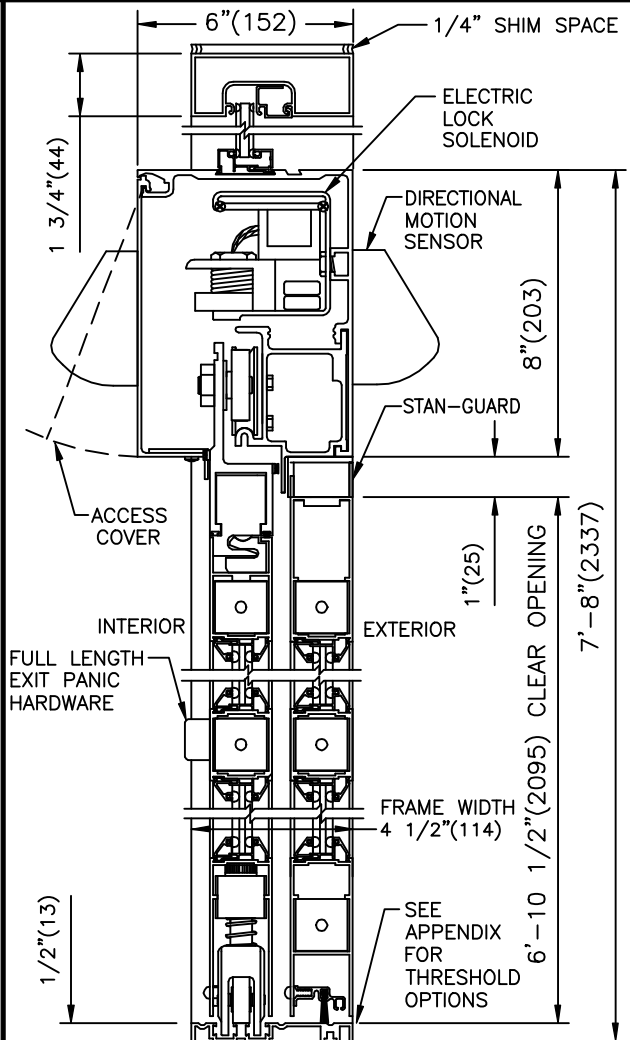 6"(152)
1/4" SHIM SPACE
1 3/4"(44)
ELECTRIC
LOCK
SOLENOID
DIRECTIONAL
MOTION
SENSOR
8"(203)
STAN-GUARD
ACCESS
COVER
1"(25)
7'-8"(2337)
INTERIOR
EXTERIOR
6'-10 1/2"(2095) CLEAR OPENING
FULL LENGTH
EXIT PANIC
HARDWARE
FRAME WIDTH
4 1/2"(114)
1/2"(13)
SEE
APPENDIX
FOR
THRESHOLD
OPTIONS